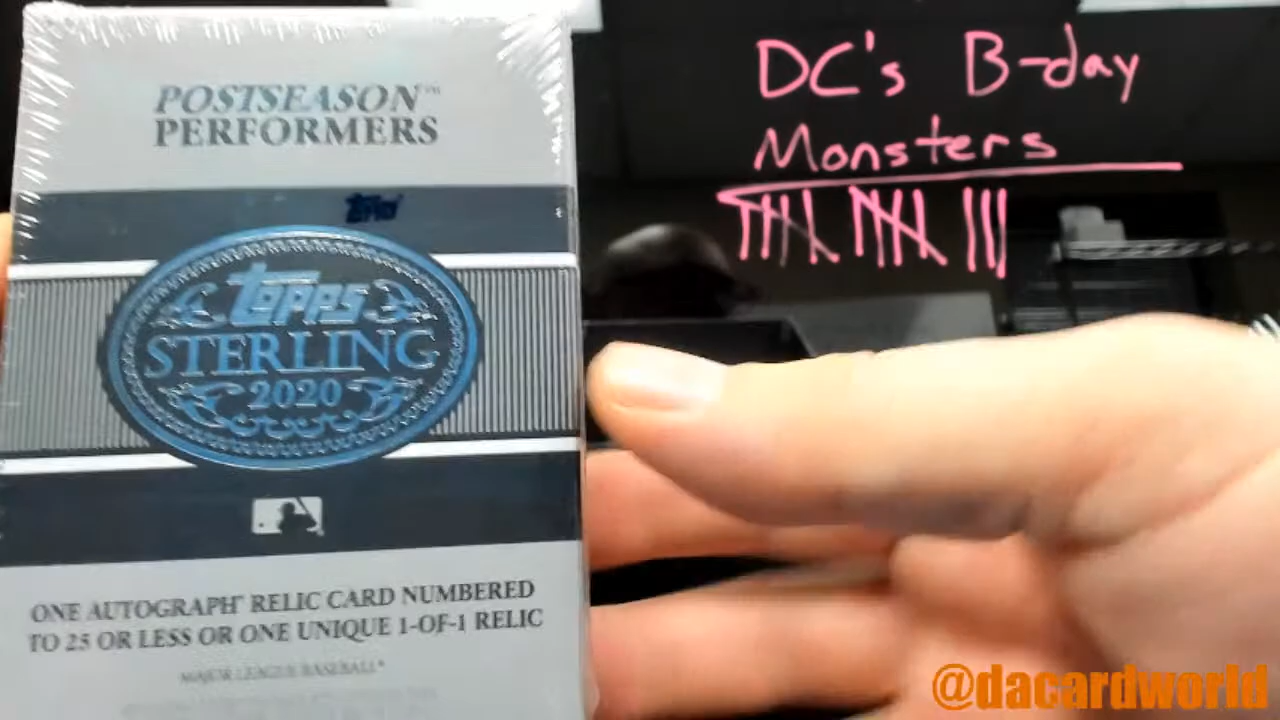 POSTSEASON™
PERFORMERS
topps
topps
STERLING
2020
ONE AUTOGRAPH RELIC CARD NUMBERED
TO 25 OR LESS OR ONE UNIQUE 1-OF-1 RELIC
MAJOR LEAGUE BASEBALL
DC's B-day
Monsters
@dacardworld